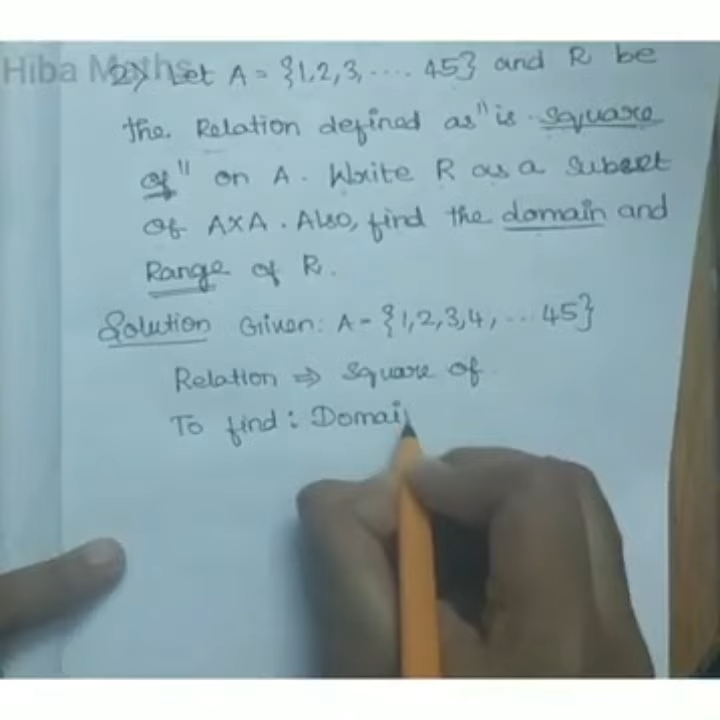 Hiba Maths
2) Let A = {1,2,3, .... 45} and R be
the Relation defined as "is square
of" on A. Write R as a subset
of A×A. Also, find the domain and
Range of R.
Solution Given: A = {1,2,3,4, ... 45}
Relation ⇒ Square of
To find: Domai